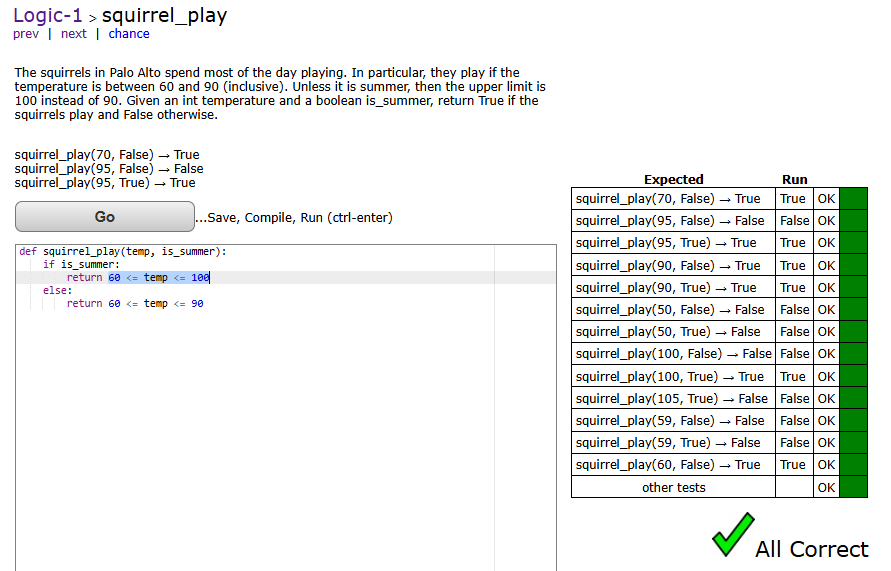 Logic-1 > squirrel_play
prev | next | chance
The squirrels in Palo Alto spend most of the day playing. In particular, they play if the
temperature is between 60 and 90 (inclusive). Unless it is summer, then the upper limit is
100 instead of 90. Given an int temperature and a boolean is_summer, return True if the
squirrels play and False otherwise.
squirrel_play(70, False) → True
squirrel_play(95, False) → False
squirrel_play(95, True) → True
Go ...Save, Compile, Run (ctrl-enter)
def squirrel_play(temp, is_summer):
    if is_summer:
        return 60 <= temp <= 100
    else:
        return 60 <= temp <= 90
Expected Run
squirrel_play(70, False) → True True OK
squirrel_play(95, False) → False False OK
squirrel_play(95, True) → True True OK
squirrel_play(90, False) → True True OK
squirrel_play(90, True) → True True OK
squirrel_play(50, False) → False False OK
squirrel_play(50, True) → False False OK
squirrel_play(100, False) → False False OK
squirrel_play(100, True) → True True OK
squirrel_play(105, True) → False False OK
squirrel_play(59, False) → False False OK
squirrel_play(59, True) → False False OK
squirrel_play(60, False) → True True OK
other tests OK
All Correct